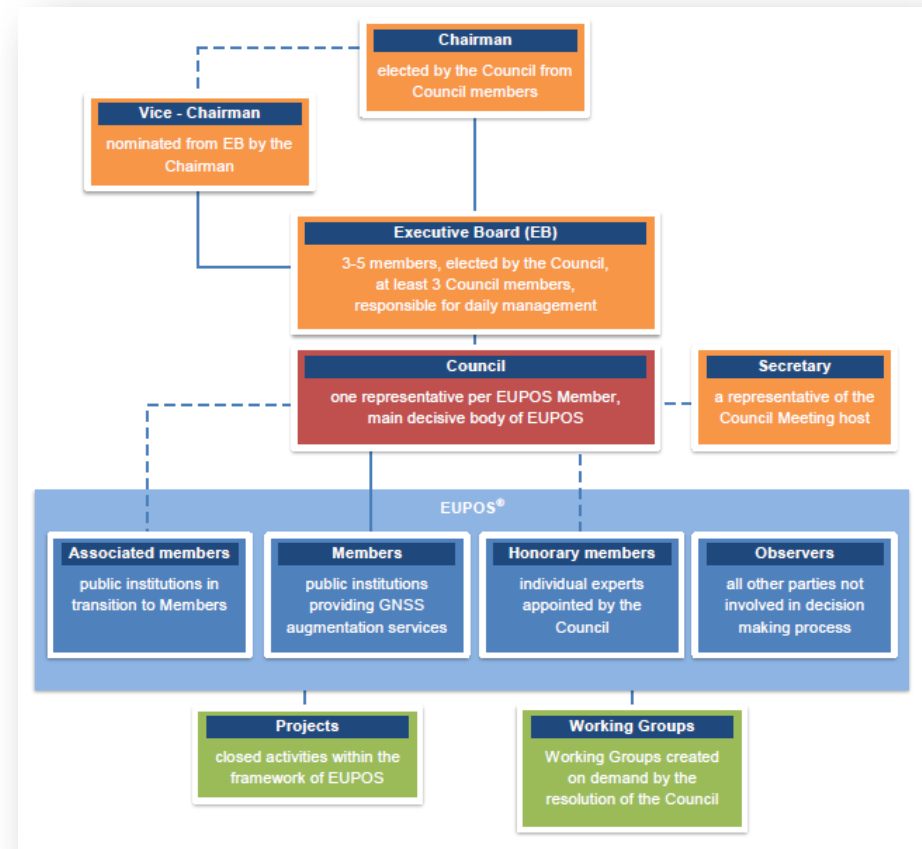 Chairman
elected by the Council from
Council members
Vice - Chairman
nominated from EB by the
Chairman
Executive Board (EB)
3-5 members, elected by the Council,
at least 3 Council members,
responsible for daily management
Council
one representative per EUPOS Member,
main decisive body of EUPOS
Secretary
a representative of the
Council Meeting host
EUPOS®
Associated members
public institutions in
transition to Members
Members
public institutions
providing GNSS
augmentation services
Honorary members
individual experts
appointed by the
Council
Observers
all other parties not
involved in decision
making process
Projects
closed activities within the
framework of EUPOS
Working Groups
Working Groups created
on demand by the
resolution of the Council